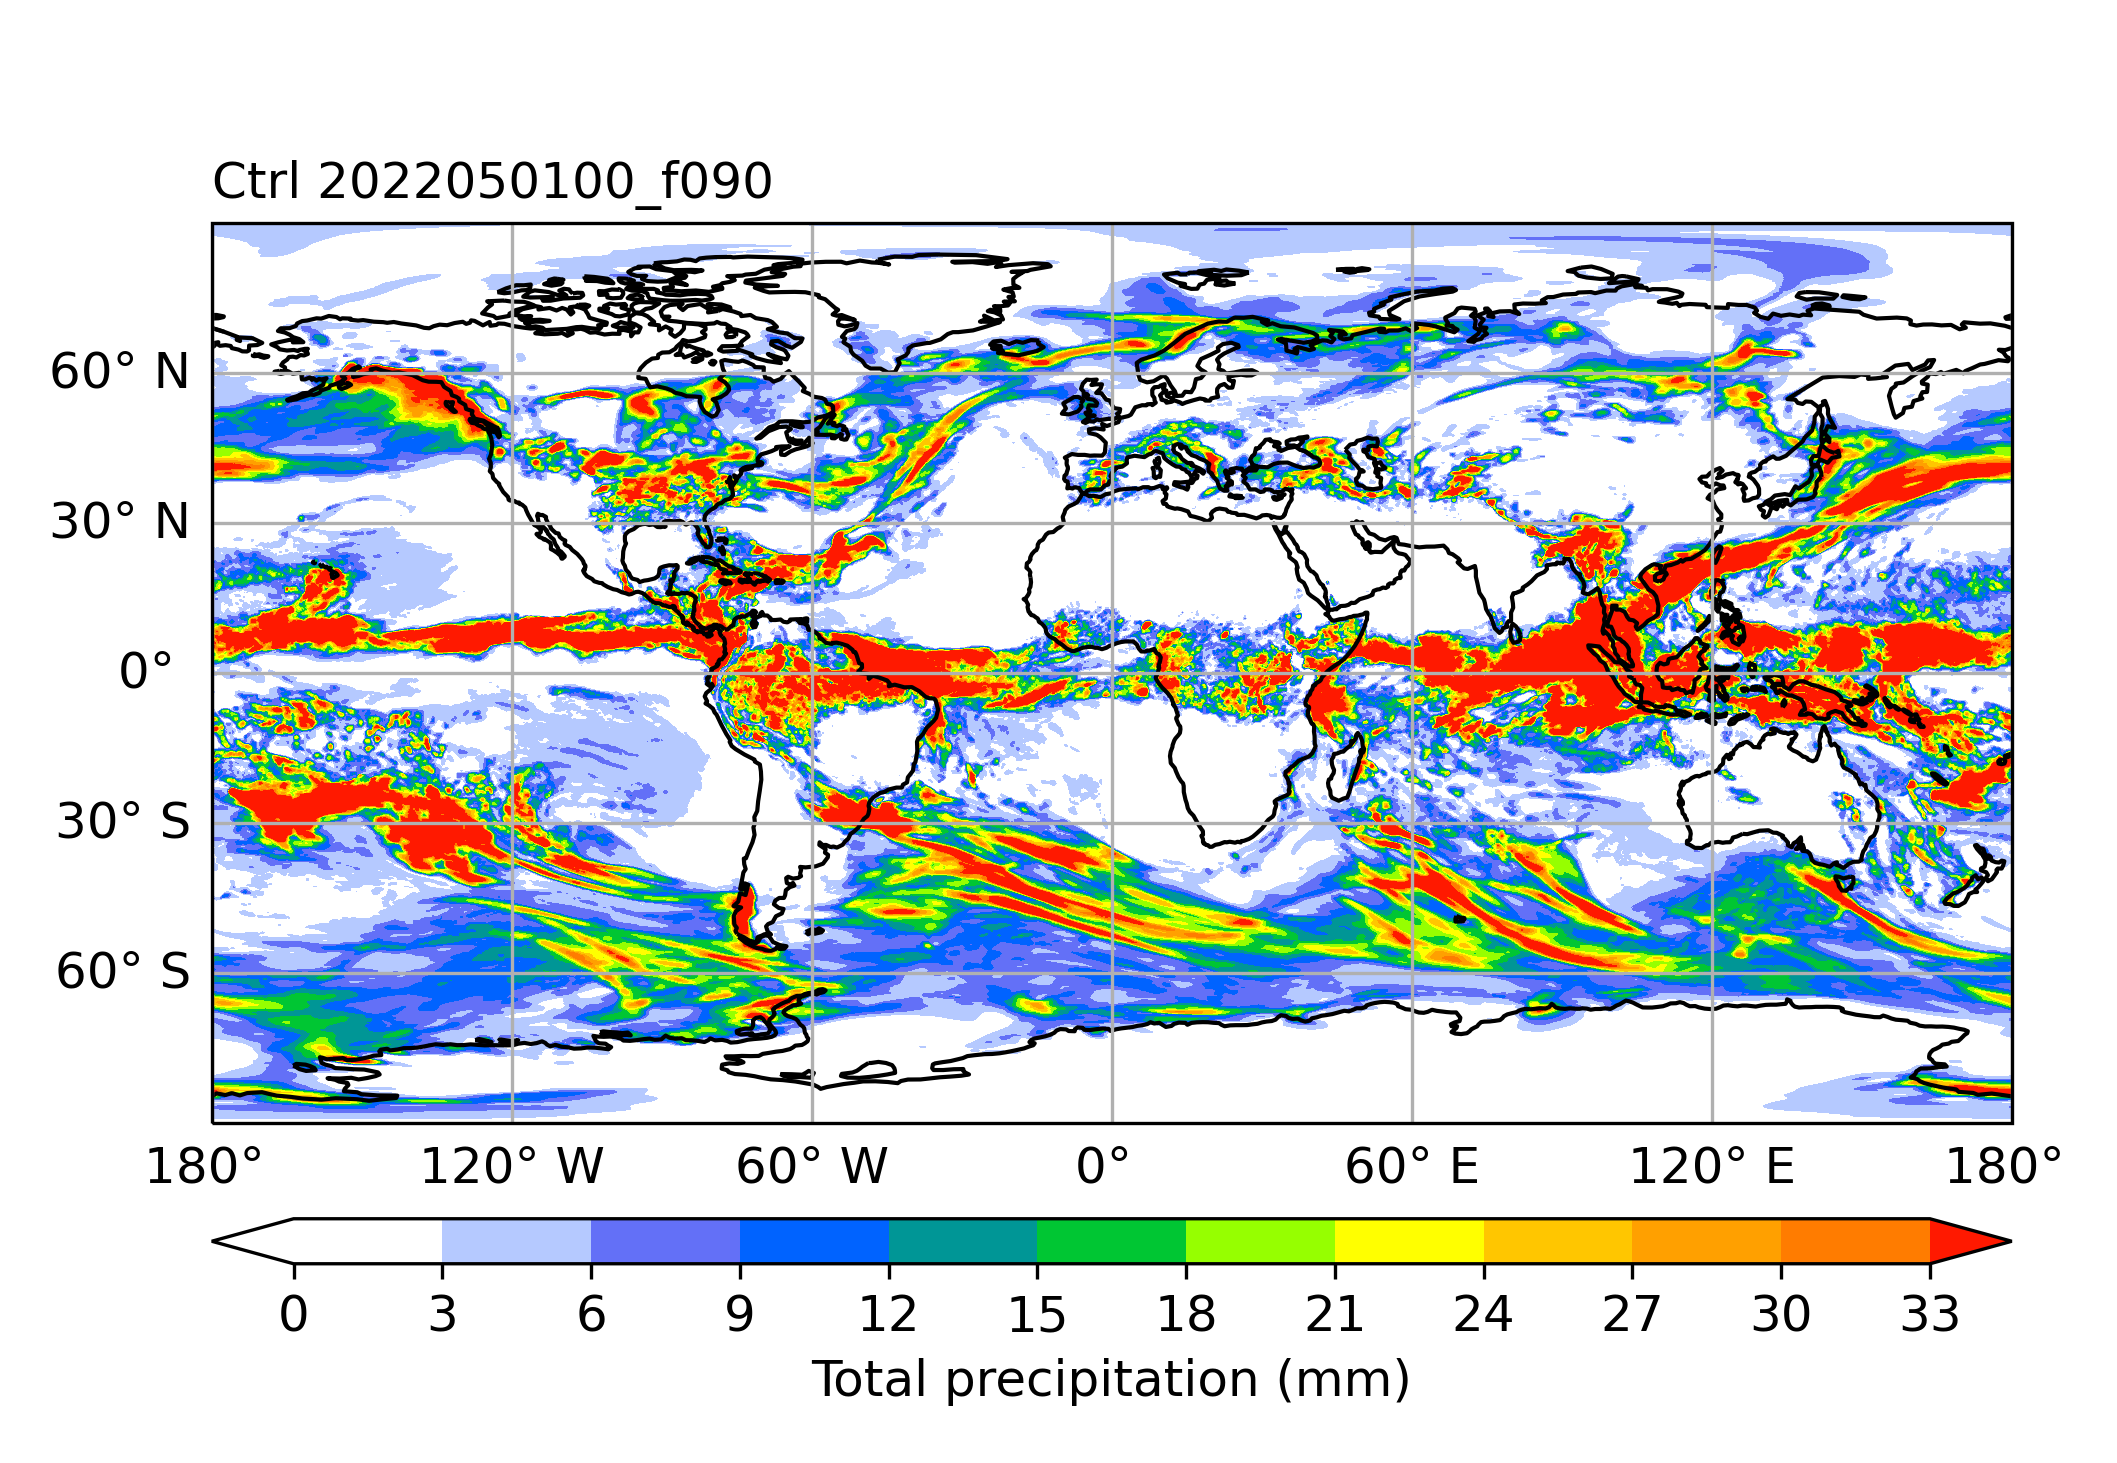 Ctrl 2022050100_f090
60° N
30° N
0°
30° S
60° S
180° 120° W 60° W 0° 60° E 120° E 180°
0 3 6 9 12 15 18 21 24 27 30 33
Total precipitation (mm)